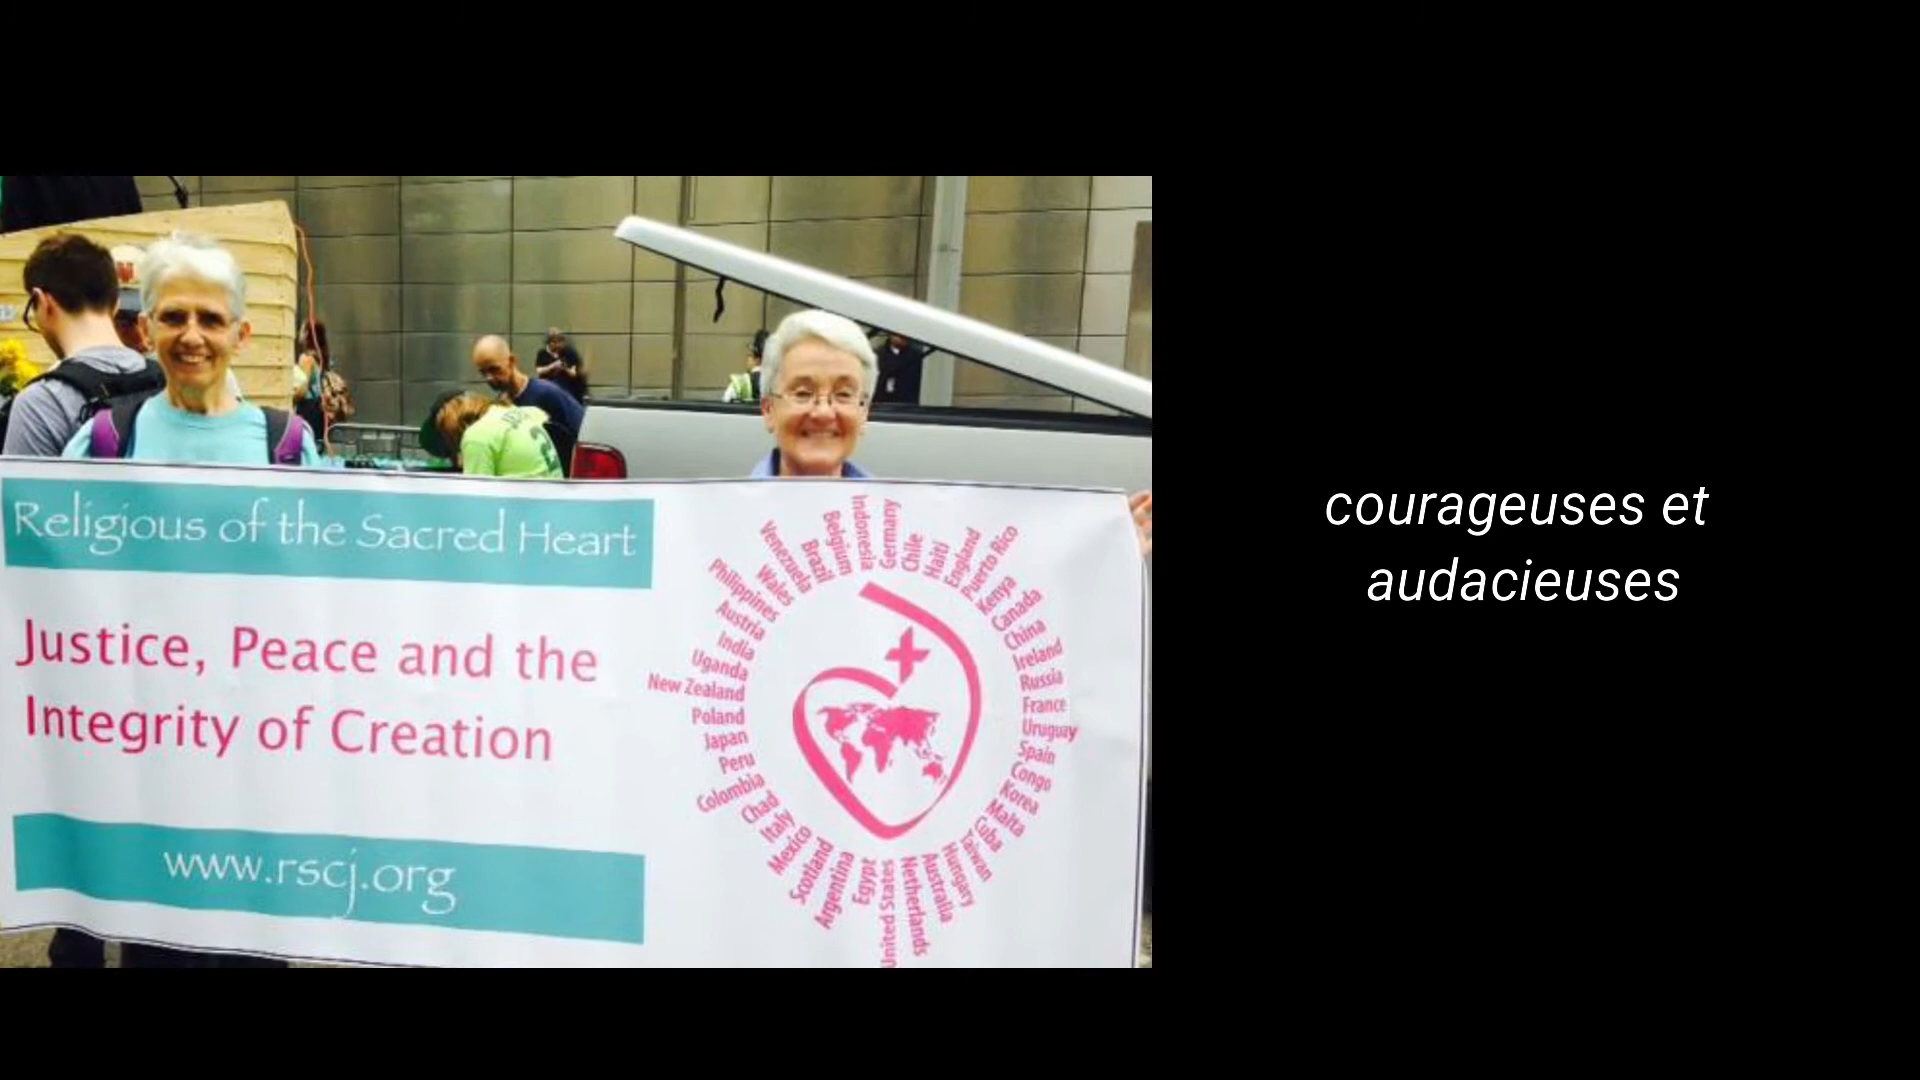 Religious of the Sacred Heart
Justice, Peace and the
Integrity of Creation
www.rscj.org
Indonesia
Germany
Chile
Haiti
England
Puerto Rico
Kenya
Canada
China
Ireland
Russia
France
Uruguay
Spain
Congo
Korea
Malta
Cuba
Taiwan
Hungary
Australia
Netherlands
United States
Egypt
Argentina
Scotland
Mexico
Italy
Chad
Colombia
Peru
Japan
Poland
New Zealand
Uganda
India
Austria
Philippines
Wales
Venezuela
Brazil
Belgium
courageuses et
audacieuses